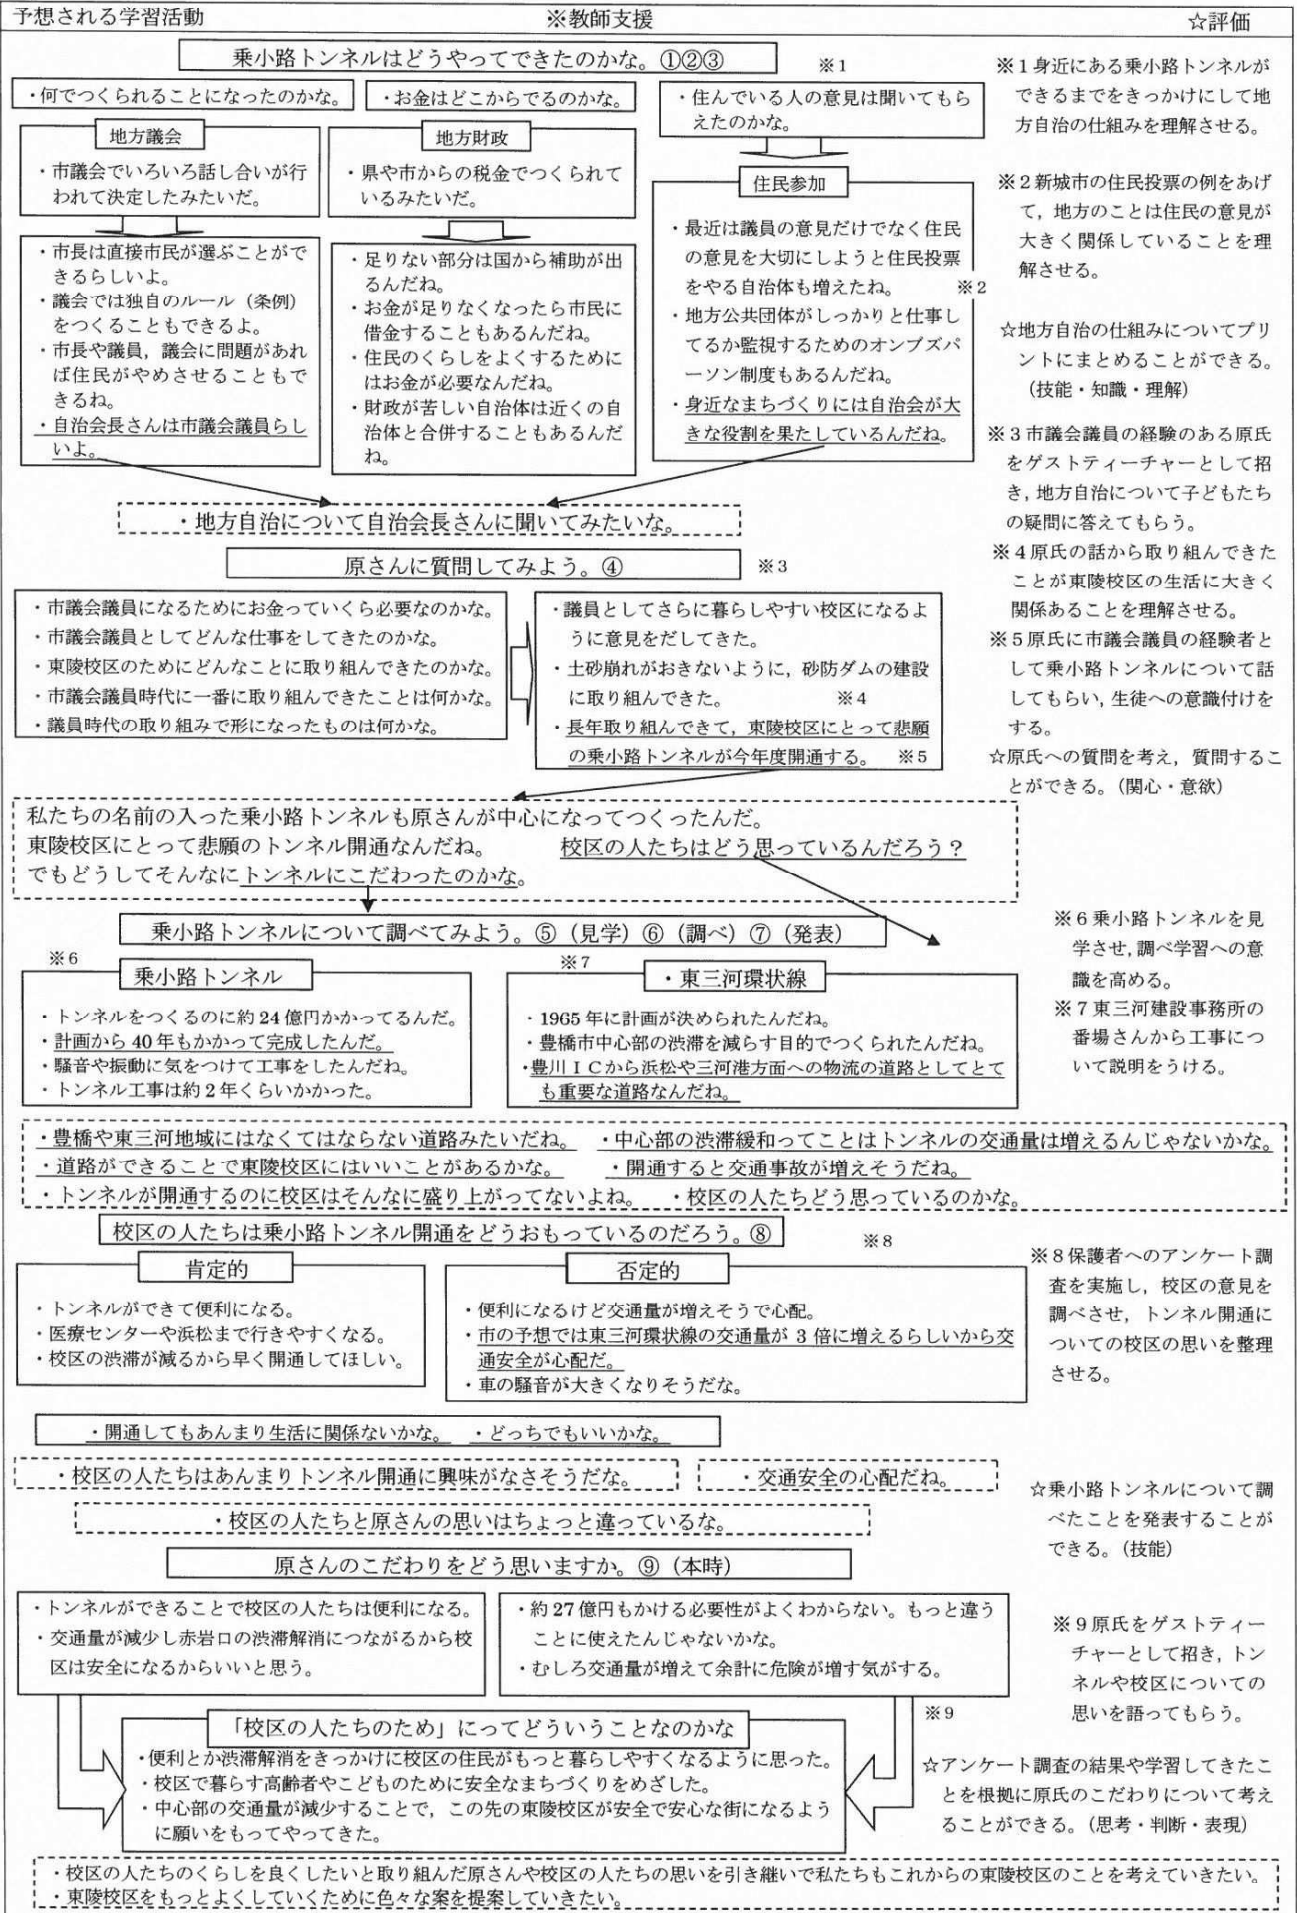 予想される学習活動 ※教師支援 ☆評価
乗小路トンネルはどうやってできたのかな。①②③
※1
・何でつくられることになったのかな。
・お金はどこからでるのかな。
・住んでいる人の意見は聞いてもら
えたのかな。
地方議会
・市議会でいろいろ話し合いが行
われて決定したみたいだ。
地方財政
・県や市からの税金でつくられて
いるみたいだ。
住民参加
・市長は直接市民が選ぶことがで
きるらしいよ。
・議会では独自のルール（条例）
をつくることもできるよ。
・市長や議員，議会に問題があれ
ば住民がやめさせることもで
きるね。
・自治会長さんは市議会議員らし
いよ。
・足りない部分は国から補助が出
るんだね。
・お金が足りなくなったら市民に
借金することもあるんだね。
・住民のくらしをよくするために
はお金が必要なんだね。
・財政が苦しい自治体は近くの自
治体と合併することもあるんだ
ね。
・最近は議員の意見だけでなく住民
の意見を大切にしようと住民投票
をやる自治体も増えたね。 ※2
・地方公共団体がしっかりと仕事し
てるか監視するためのオンブズパ
ーソン制度もあるんだね。
・身近なまちづくりには自治会が大
きな役割を果たしているんだね。
※1身近にある乗小路トンネルが
できるまでをきっかけにして地
方自治の仕組みを理解させる。
※2新城市の住民投票の例をあげ
て，地方のことは住民の意見が
大きく関係していることを理
解させる。
☆地方自治の仕組みについてプリ
ントにまとめることができる。
（技能・知識・理解）
・地方自治について自治会長さんに聞いてみたいな。
原さんに質問してみよう。④
※3
・市議会議員になるためにお金っていくら必要なのかな。
・市議会議員としてどんな仕事をしてきたのかな。
・東陵校区のためにどんなことに取り組んできたのかな。
・市議会議員時代に一番に取り組んできたことは何かな。
・議員時代の取り組みで形になったものは何かな。
・議員としてさらに暮らしやすい校区になるよ
うに意見をだしてきた。
・土砂崩れがおきないように，砂防ダムの建設
に取り組んできた。 ※4
・長年取り組んできて，東陵校区にとって悲願
の乗小路トンネルが今年度開通する。 ※5
※3市議会議員の経験のある原氏
をゲストティーチャーとして招
き，地方自治について子どもたち
の疑問に答えてもらう。
※4原氏の話から取り組んできた
ことが東陵校区の生活に大きく
関係あることを理解させる。
※5原氏に市議会議員の経験者と
して乗小路トンネルについて話
してもらい，生徒への意識付けを
する。
☆原氏への質問を考え，質問するこ
とができる。（関心・意欲）
私たちの名前の入った乗小路トンネルも原さんが中心になってつくったんだ。
東陵校区にとって悲願のトンネル開通なんだね。 校区の人たちはどう思っているんだろう？
でもどうしてそんなにトンネルにこだわったのかな。
乗小路トンネルについて調べてみよう。⑤（見学）⑥（調べ）⑦（発表）
※6
乗小路トンネル
・トンネルをつくるのに約24億円かかってるんだ。
・計画から40年もかかって完成したんだ。
・騒音や振動に気をつけて工事をしたんだね。
・トンネル工事は約2年くらいかかった。
※7
・東三河環状線
・1965年に計画が決められたんだね。
・豊橋市中心部の渋滞を減らす目的でつくられたんだね。
・豊川ICから浜松や三河港方面への物流の道路としてとて
も重要な道路なんだね。
※6乗小路トンネルを見
学させ，調べ学習への意
識を高める。
※7東三河建設事務所の
番場さんから工事につ
いて説明をうける。
・豊橋や東三河地域にはなくてはならない道路みたいだね。 ・中心部の渋滞緩和ってことはトンネルの交通量は増えるんじゃないかな。
・道路ができることで東陵校区にはいいことがあるかな。 ・開通すると交通事故が増えそうだね。
・トンネルが開通するのに校区はそんなに盛り上がってないよね。 ・校区の人たちどう思っているのかな。
校区の人たちは乗小路トンネル開通をどうおもっているのだろう。⑧
※8
肯定的
・トンネルができて便利になる。
・医療センターや浜松まで行きやすくなる。
・校区の渋滞が減るから早く開通してほしい。
否定的
・便利になるけど交通量が増えそうで心配。
・市の予想では東三河環状線の交通量が3倍に増えるらしいから交
通安全が心配だ。
・車の騒音が大きくなりそうだな。
※8保護者へのアンケート調
査を実施し，校区の意見を
調べさせ，トンネル開通に
ついての校区の思いを整理
させる。
・開通してもあんまり生活に関係ないかな。 ・どっちでもいいかな。
・校区の人たちはあんまりトンネル開通に興味がなさそうだな。
・交通安全の心配だね。
・校区の人たちと原さんの思いはちょっと違っているな。
☆乗小路トンネルについて調
べたことを発表することが
できる。（技能）
原さんのこだわりをどう思いますか。⑨（本時）
・トンネルができることで校区の人たちは便利になる。
・交通量が減少し赤岩口の渋滞解消につながるから校
区は安全になるからいいと思う。
・約27億円もかける必要性がよくわからない。もっと違う
ことに使えたんじゃないかな。
・むしろ交通量が増えて余計に危険が増す気がする。
※9
※9原氏をゲストティー
チャーとして招き，トン
ネルや校区についての
思いを語ってもらう。
「校区の人たちのため」にってどういうことなのかな
・便利とか渋滞解消をきっかけに校区の住民がもっと暮らしやすくなるように思った。
・校区で暮らす高齢者やこどものために安全なまちづくりをめざした。
・中心部の交通量が減少することで，この先の東陵校区が安全で安心な街になるよう
に願いをもってやってきた。
☆アンケート調査の結果や学習してきたこ
とを根拠に原氏のこだわりについて考え
ることができる。（思考・判断・表現）
・校区の人たちのくらしを良くしたいと取り組んだ原さんや校区の人たちの思いを引き継いで私たちもこれからの東陵校区のことを考えていきたい。
・東陵校区をもっとよくしていくために色々な案を提案していきたい。